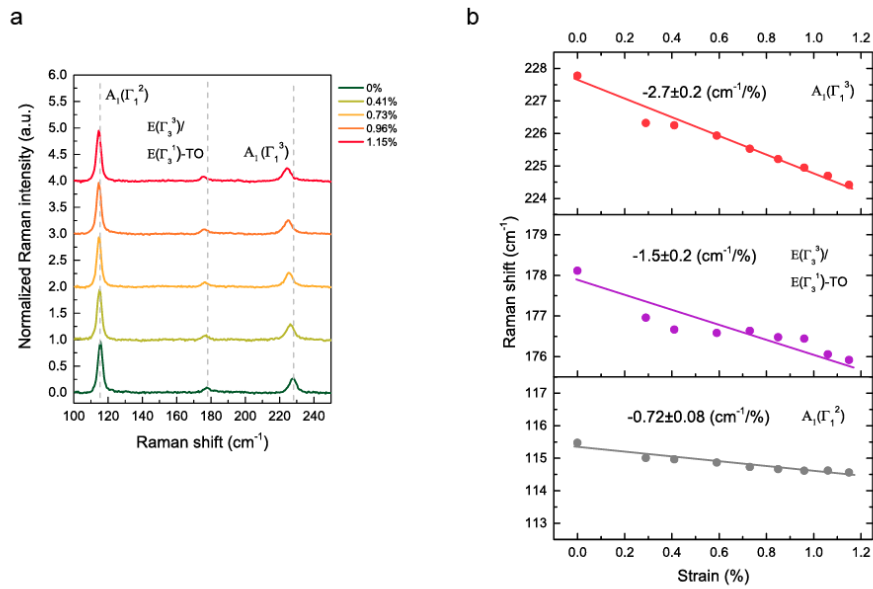 a
Normalized Raman intensity (a.u.)
6.0
5.5
5.0
4.5
4.0
3.5
3.0
2.5
2.0
1.5
1.0
0.5
0.0
A₁(Γ₁²)
E(Γ₃³)/
E(Γ₃¹)-TO
A₁(Γ₁³)
0%
0.41%
0.73%
0.96%
1.15%
100 120 140 160 180 200 220 240
Raman shift (cm⁻¹)
b
0.0 0.2 0.4 0.6 0.8 1.0 1.2
Raman shift (cm⁻¹)
228
227
226
225
224
-2.7±0.2 (cm⁻¹/%) A₁(Γ₁³)
179
178
177
176
-1.5±0.2 (cm⁻¹/%) E(Γ₃³)/
E(Γ₃¹)-TO
117
116
115
114
113
-0.72±0.08 (cm⁻¹/%) A₁(Γ₁²)
0.0 0.2 0.4 0.6 0.8 1.0 1.2
Strain (%)